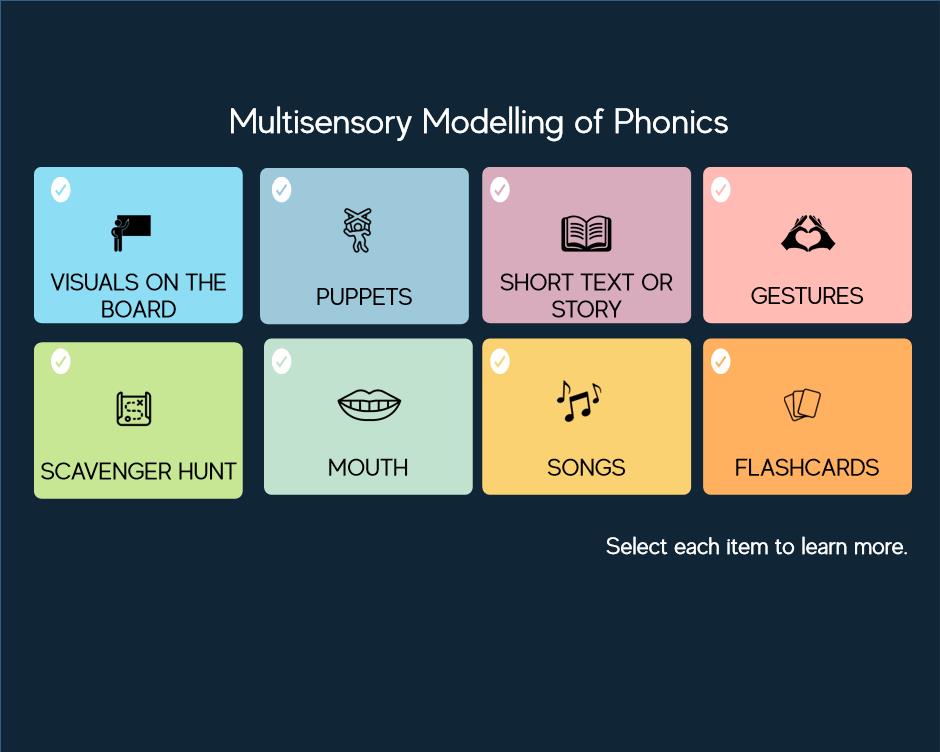 Multisensory Modelling of Phonics
VISUALS ON THE
BOARD
PUPPETS
SHORT TEXT OR
STORY
GESTURES
SCAVENGER HUNT
MOUTH
SONGS
FLASHCARDS
Select each item to learn more.